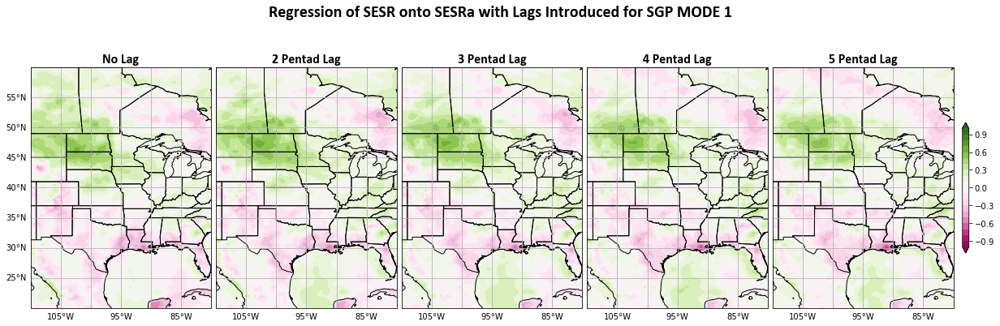 Regression of SESR onto SESRa with Lags Introduced for SGP MODE 1
No Lag
2 Pentad Lag
3 Pentad Lag
4 Pentad Lag
5 Pentad Lag
55°N
50°N
45°N
40°N
35°N
30°N
25°N
105°W 95°W 85°W
105°W 95°W 85°W
105°W 95°W 85°W
105°W 95°W 85°W
105°W 95°W 85°W
0.9
0.6
0.3
0.0
−0.3
−0.6
−0.9